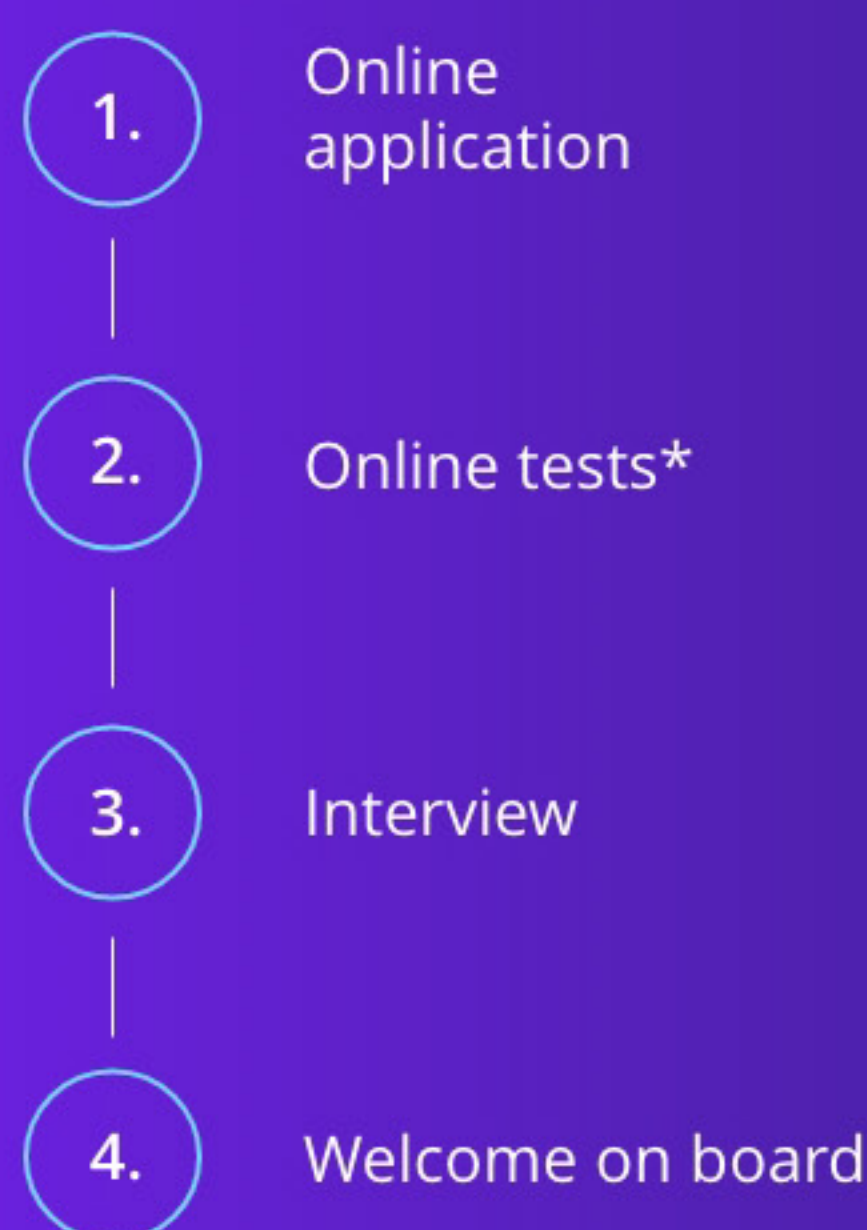 1.
Online
application
2.
Online tests*
3.
Interview
4.
Welcome on board